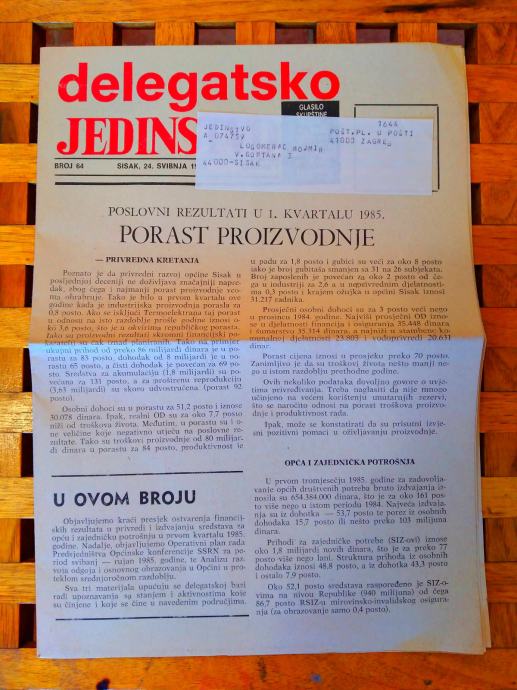 delegatsko
JEDINS
GLASILO
SKUPŠTINE
BROJ 64
SISAK, 24. SVIBNJA 1
JEDINSTVO
A_074759
LUGOMERAC BOJMIR
V.GORTANA 3
44000-SISAK
7644
POŠT.PL. U POŠTI
41000 ZAGREB
POSLOVNI REZULTATI U 1. KVARTALU 1985.
PORAST PROIZVODNJE
— PRIVREDNA KRETANJA
Poznato je da privredni razvoj općine Sisak u
posljednjoj deceniji ne doživljava značajniji napre-
dak, zbog čega i najmanji porast proizvodnje veo-
ma ohrabruje. Tako je bilo u prvom kvartalu ove
godine kada je industrijska proizvodnja porasla za
0,8 posto. Ako se isključi Termoelektrana taj porast
u odnosu na isto razdoblje prošle godine iznosi o-
ko 3,6 posto, što je u okvirima republičkog porasta.
Iako su proizvodni rezultati skromni financijski po-
kazatelji su čak iznad planiranih. Tako na primjer
ukupni prihod od preko 86 milijardi dinara je u po-
rastu za 83 posto, dohodak od 8 milijardi je u po-
rastu 65 posto, a čisti dohodak je povećan za 69 po-
sto. Sredstva za akumulaciju (1,8 milijardi) su po-
većana za 131 posto, a za proširenu reprodukciju
(3,63 milijardi) su skoro udvostručena (porast 92
posto).
Osobni dohoci su u porastu za 51,2 posto i iznose
30.078 dinara. Ipak, realni OD su za oko 7,7 posto
niži od troškova života. Međutim, u porastu su i o-
ne veličine koje negativno utječu na poslovne re-
zultate. Tako su troškovi proizvodnje od 80 milijar-
di dinara u porastu za 84 posto, produktivnost je
u padu za 1,8 posto i gubici su veći za oko 8 posto
iako je broj gubitaša smanjen sa 31 na 26 subjekata.
Broj zaposlenih je povećan za oko 2 posto od če-
ga u industriji za 2,6 a u neprivrednim djelatnosti-
ma 0,3 posto i krajem ožujka u općini Sisak iznosi
31.217 radnika.
Prosječni osobni dohoci su za 3 posto veći nego
u prosincu 1984 godine. Najviši prosječni OD izno-
se u djelatnosti financija i osiguranja 35.448 dinara
i šumarstvo 35.314 dinara, a najniži u stambeno ko-
munalnoj djelatnosti 23.803 i vodoprivredi 20.631
dinar.
Porast cijena iznosi u prosjeku preko 70 posto.
Zanimljivo je da su troškovi života nešto manji ne-
go u istom razdoblju prethodne godine.
Ovih nekoliko podataka dovoljno govore o uvje-
tima privređivanja. Treba naglasiti da nije mnogo
učinjeno na većem korištenju unutarnjih rezervi,
što se naročito odnosi na porast troškova proizvod-
nje i produktivnost rada.
Ipak, može se konstatirati da su prisutni izvje-
sni pozitivni pomaci u oživljavanju proizvodnje.
OPĆA I ZAJEDNIČKA POTROŠNJA
U prvom tromjesečju 1985. godine za zadovolja-
vanje općih društvenih potreba bruto izdvajanja iz-
nosila su 654.384.000 dinara, što je za oko 161 po-
sto više nego u istom periodu 1984. Najveća izdvaja-
nja su iz dohotka — 53,7 posto te porez iz osobnih
dohodaka 15,7 ili nešto preko 103 milijuna
dinara.
Prihodi za zajedničke potrebe (SIZ-ovi) iznose
oko 1,8 milijardi novih dinara, što je za preko 77
posto više nego lani. Struktura prihoda iz osobnih
dohodaka iznosi 48,8 posto, a iz dohotka 43,3 posto
i ostalo 7,9 posto.
Oko 52,1 posto sredstava raspoređeno je SIZ-o-
vima na nivou Republike (940 milijuna) od čega
86,7 posto RSIZ-u mirovinsko-invalidskog osigura-
nja (za obrazovanje samo 0,4 posto).
U OVOM BROJU
Objavljujemo kraći presjek ostvarenja financij-
skih rezultata u privredi i izdvajanju sredstava za
opću i zajedničku potrošnju u prvom kvartalu 1985.
godine. Nadalje, objavljujemo Operativni plan rada
Predsjedništva Općinske konferencije SSRN za pe-
riod svibanj — rujan 1985. godine, te Analizu raz-
voja odgoja i osnovnog obrazovanja u Općini u pro-
teklom srednjoročnom razdoblju.
Sva tri materijala upućuju se delegatskoj bazi
radi upoznavanja sa stanjem i aktivnostima koje
su činjene i koje se čine u navedenim područjima.